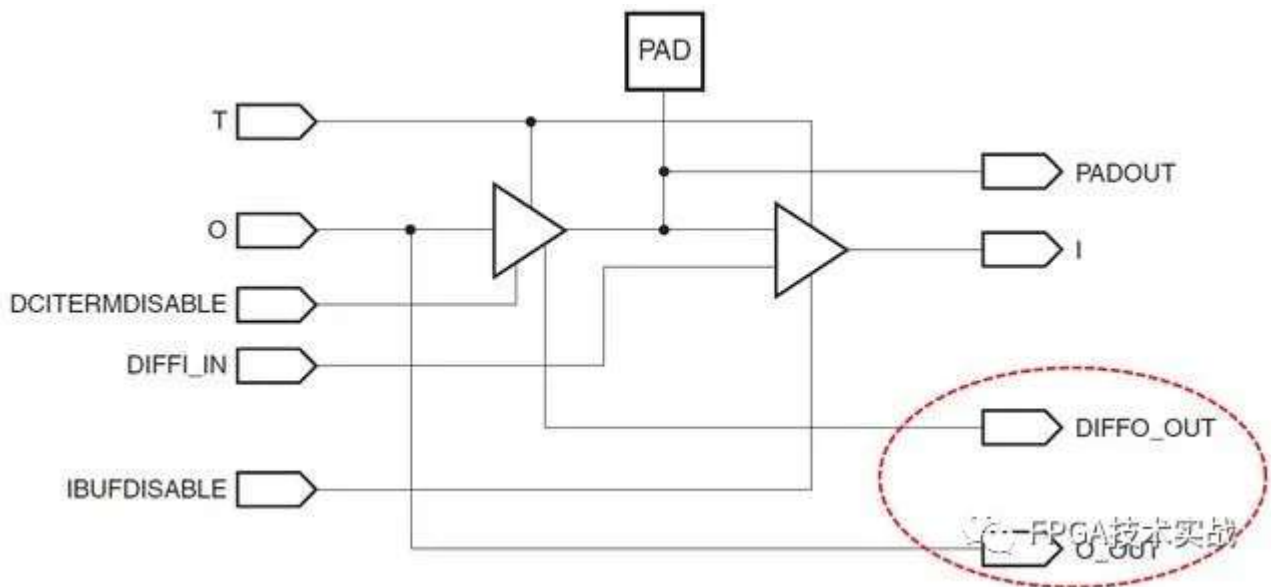 PAD
T
PADOUT
O
I
DCITERMDISABLE
DIFFI_IN
DIFFO_OUT
IBUFDISABLE
FPGA技术实战
O_OUT